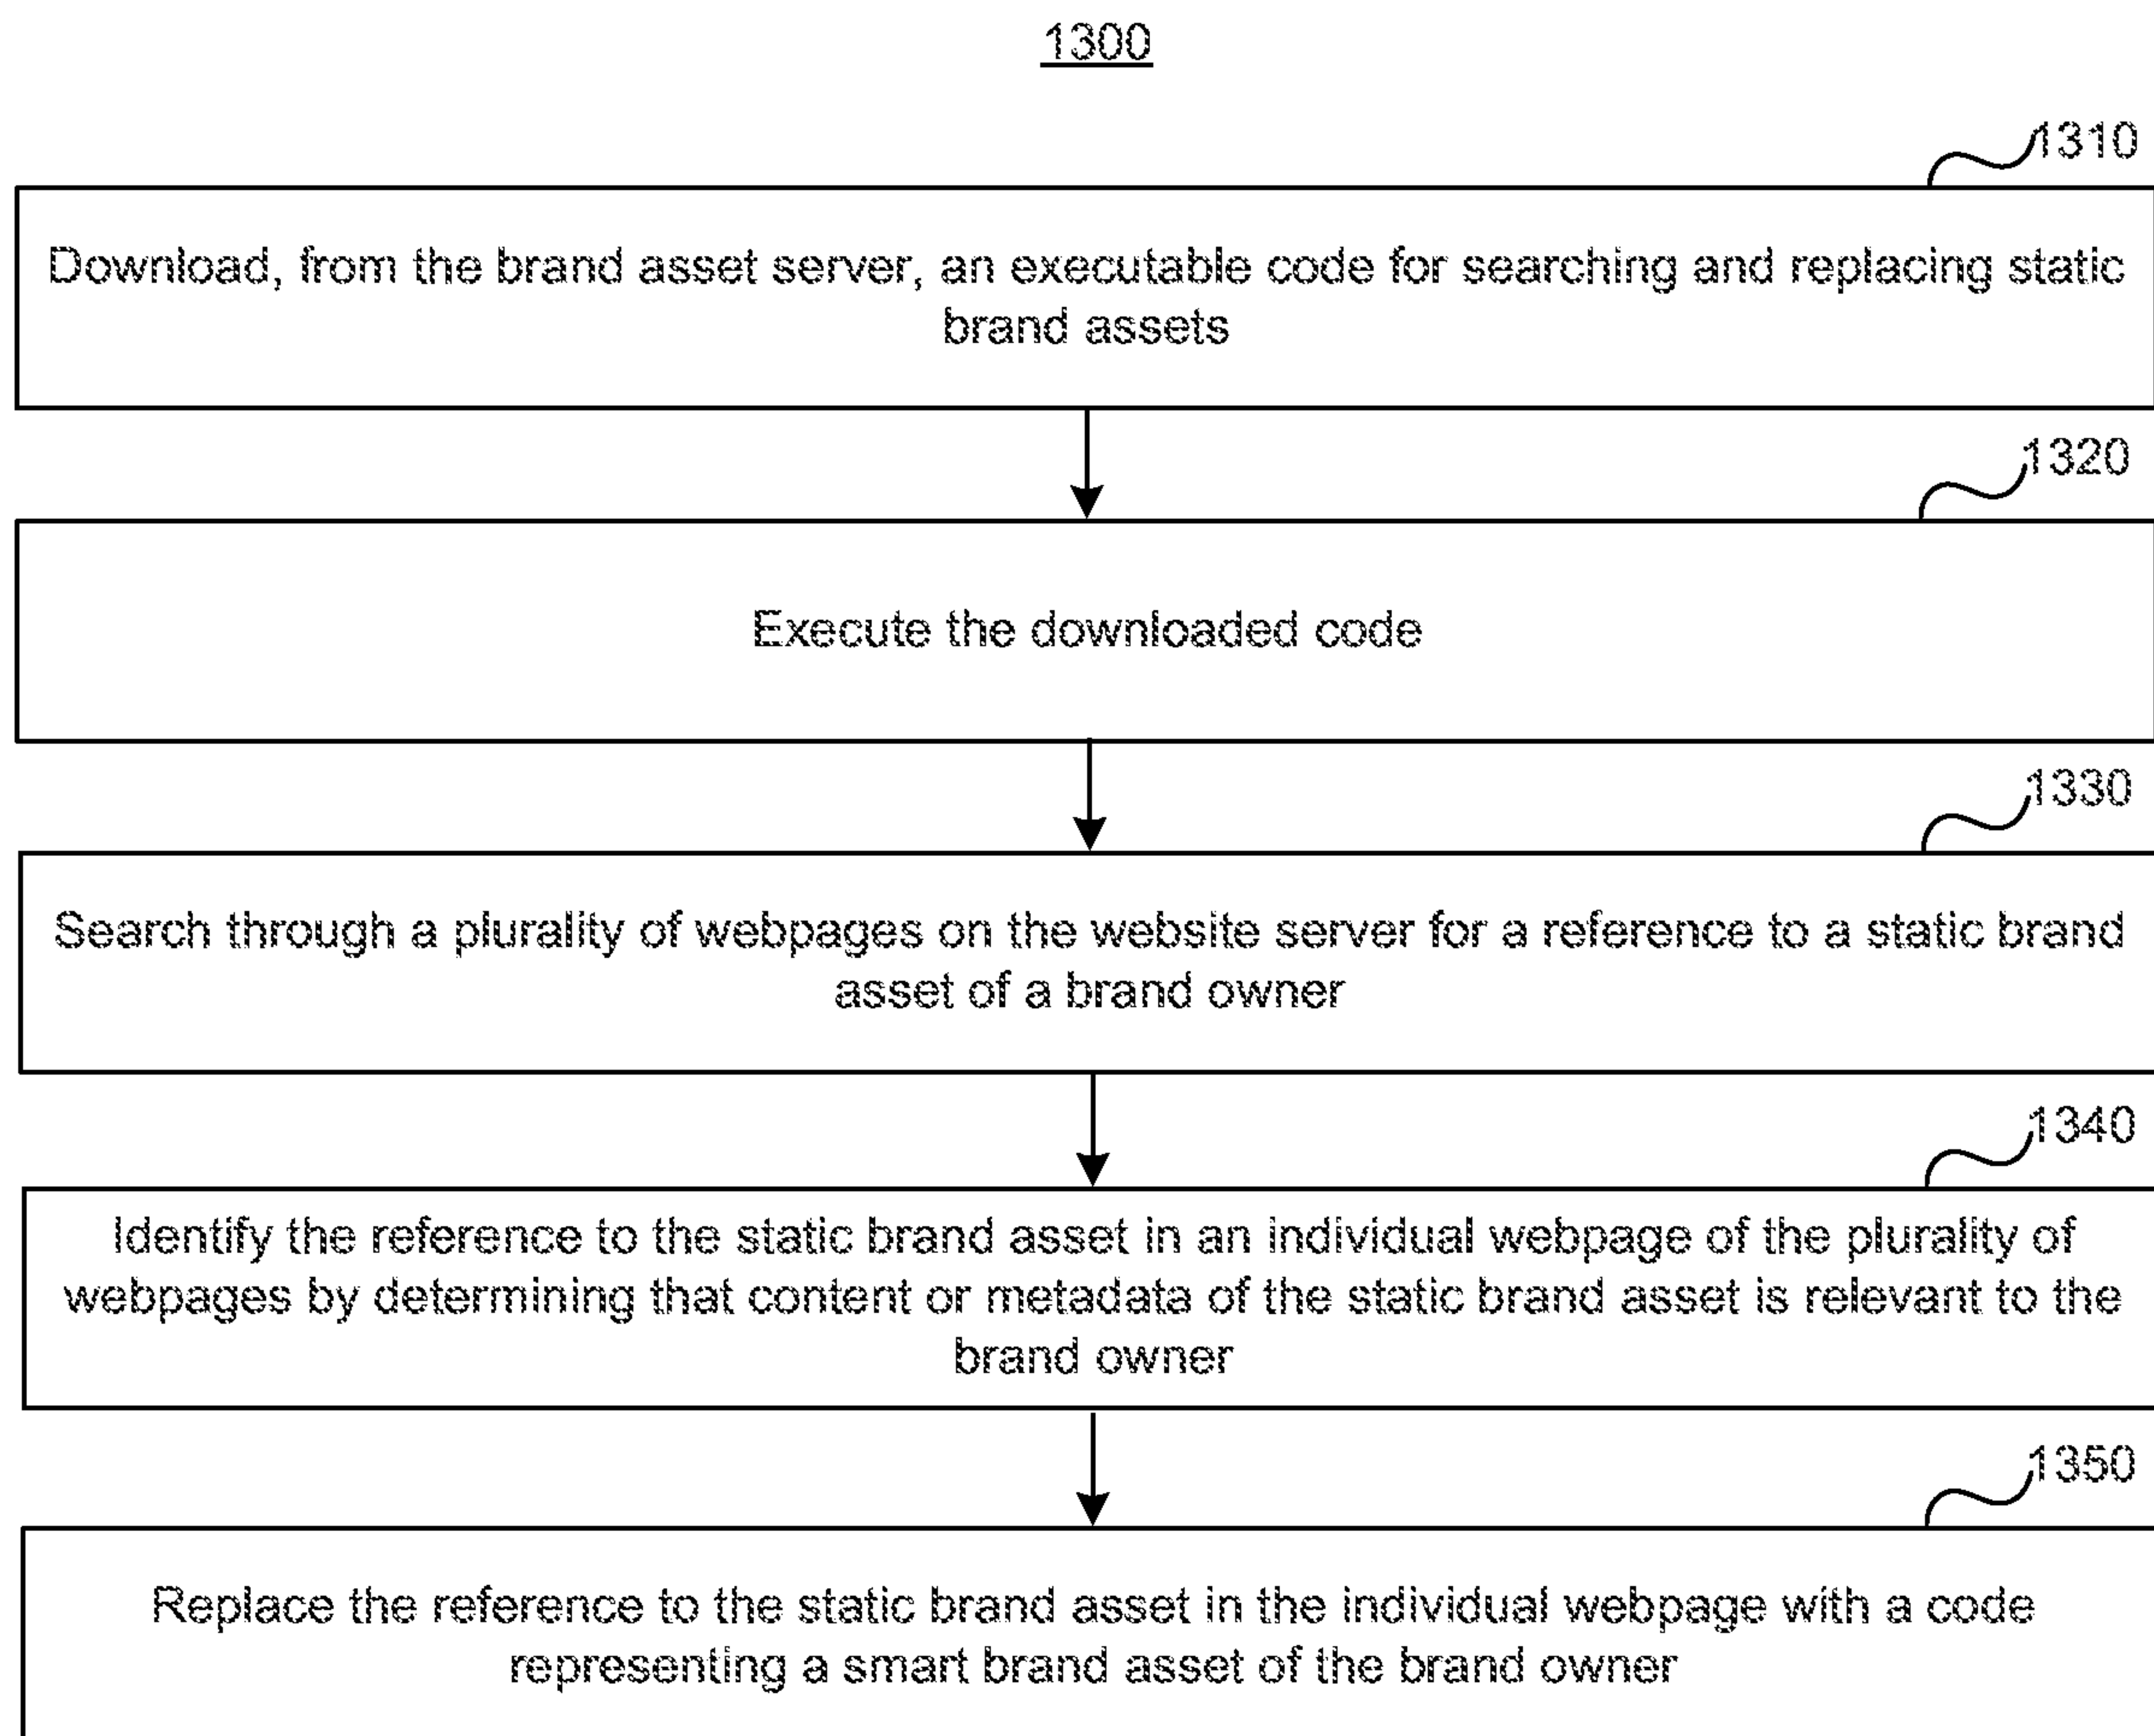 1300
1310
Download, from the brand asset server, an executable code for searching and replacing static
brand assets
1320
Execute the downloaded code
1330
Search through a plurality of webpages on the website server for a reference to a static brand
asset of a brand owner
1340
Identify the reference to the static brand asset in an individual webpage of the plurality of
webpages by determining that content or metadata of the static brand asset is relevant to the
brand owner
1350
Replace the reference to the static brand asset in the individual webpage with a code
representing a smart brand asset of the brand owner